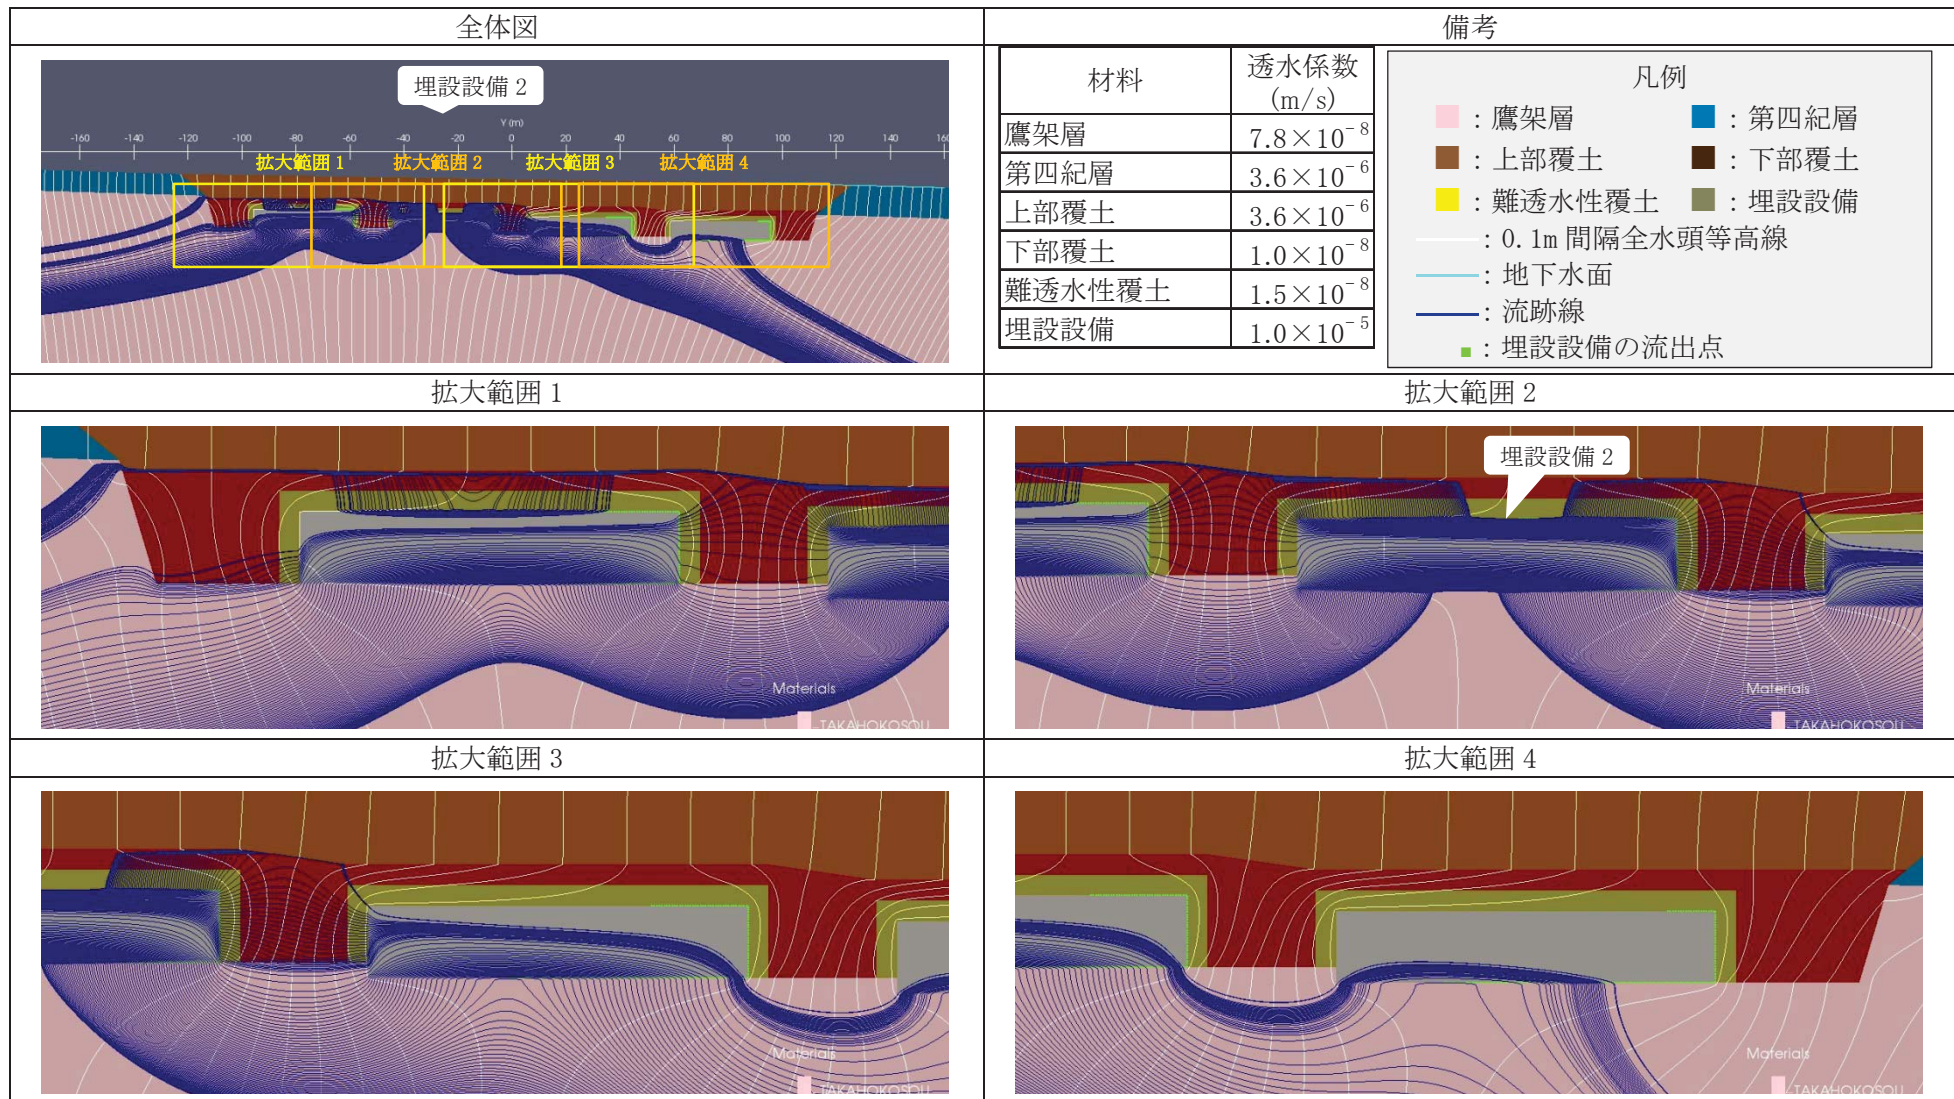 全体図
備考
埋設設備 2
Y (m)
-160 -140 -120 -100 -80 -60 -40 -20 0 20 40 60 80 100 120 140 160
拡大範囲 1 拡大範囲 2 拡大範囲 3 拡大範囲 4
材料 透水係数 (m/s)
鷹架層 7.8×10⁻⁸
第四紀層 3.6×10⁻⁶
上部覆土 3.6×10⁻⁶
下部覆土 1.0×10⁻⁸
難透水性覆土 1.5×10⁻⁸
埋設設備 1.0×10⁻⁵
凡例
：鷹架層 ：第四紀層
：上部覆土 ：下部覆土
：難透水性覆土 ：埋設設備
：0.1m 間隔全水頭等高線
：地下水面
：流跡線
：埋設設備の流出点
拡大範囲 1
拡大範囲 2
Materials
TAKAHOKOSOU
埋設設備 2
Materials
TAKAHOKOSOU
拡大範囲 3
拡大範囲 4
Materials
TAKAHOKOSOU
Materials
TAKAHOKOSOU